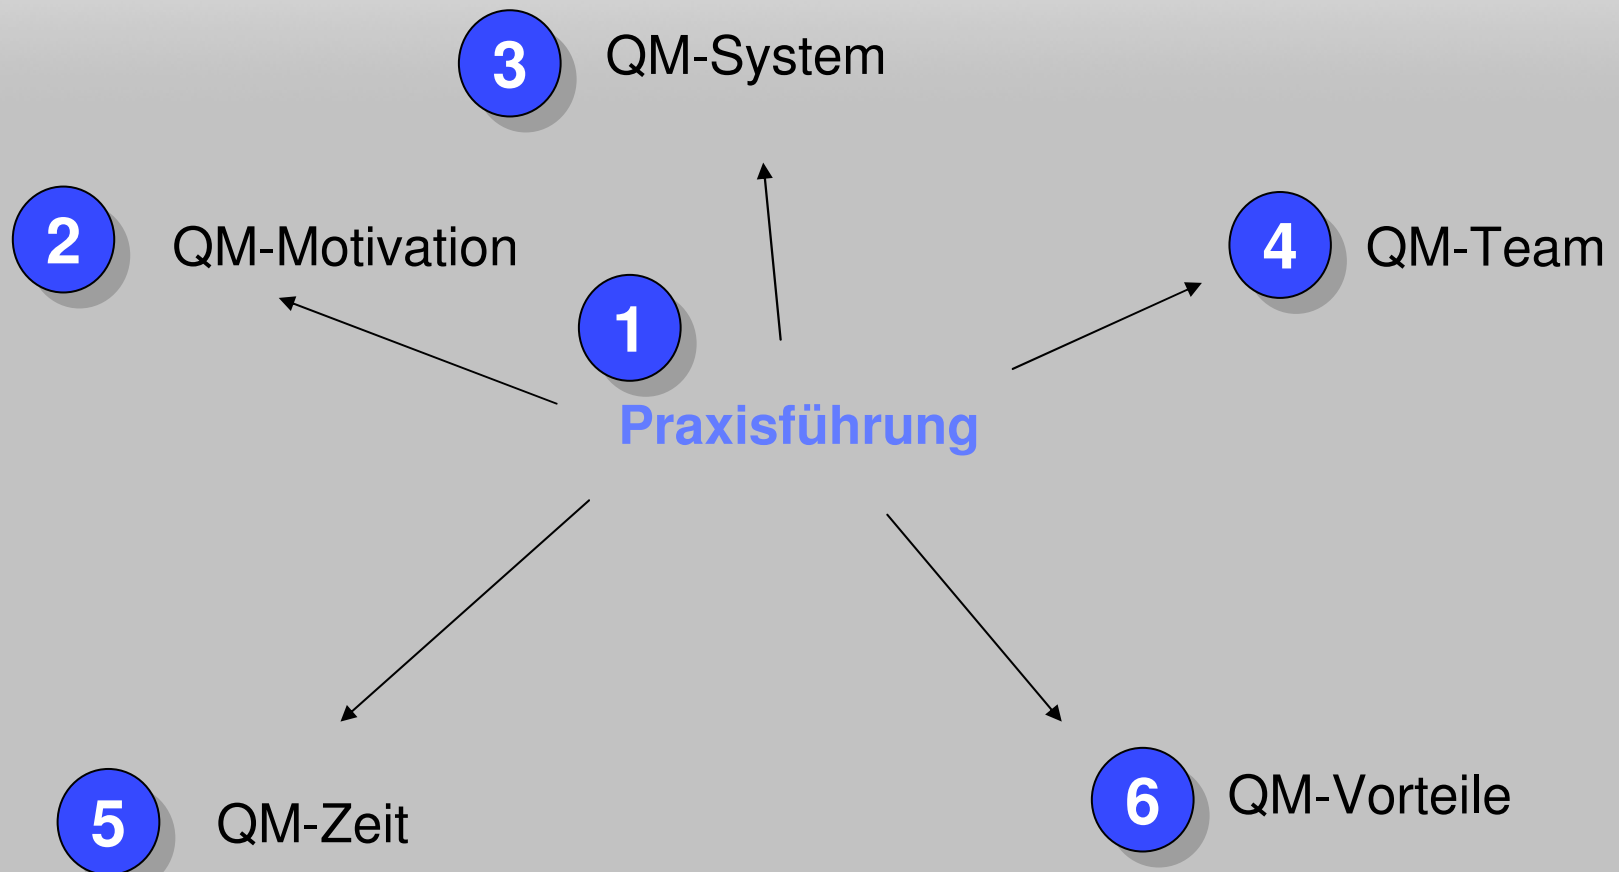 3 QM-System
2 QM-Motivation
4 QM-Team
1
Praxisführung
5 QM-Zeit
6 QM-Vorteile